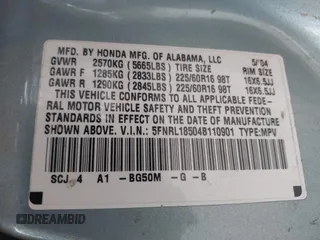 MFD. BY HONDA MFG. OF ALABAMA, LLC 5/04
GVWR 2570KG (5665LBS) TIRE SIZE RIM SIZE
GAWR F 1285KG (2833LBS) 225/60R16 98T 16X6.5JJ
GAWR R 1290KG (2845LBS) 225/60R16 98T 16X6.5JJ
THIS VEHICLE CONFORMS TO ALL APPLICABLE FEDE-
RAL MOTOR VEHICLE SAFETY AND THEFT PREVENTION
STANDARDS IN EFFECT ON THE DATE OF MANUFACTURE
SHOWN ABOVE. V.I.N.: 5FNRL18504B110901 TYPE:MPV
SCJ 4 A1 -BG50M -G -B
DREAMBID